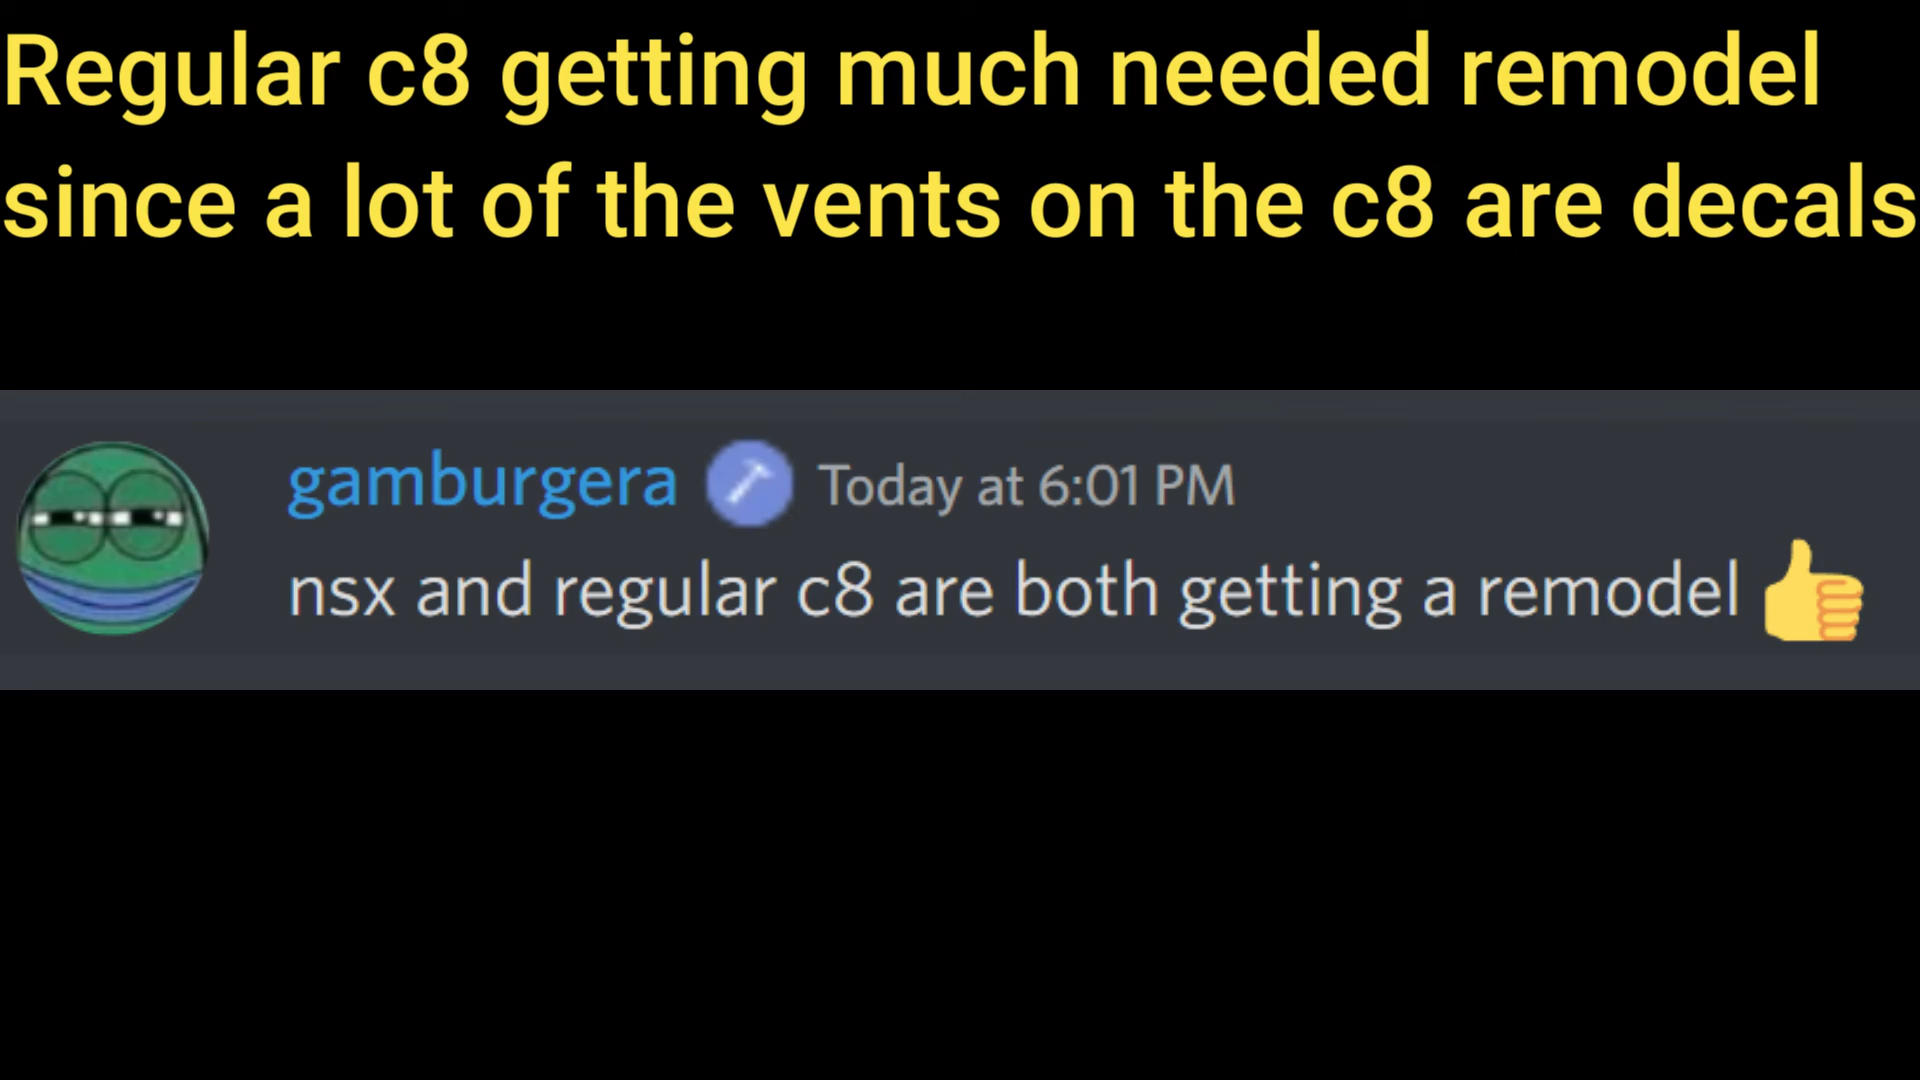 Regular c8 getting much needed remodel
since a lot of the vents on the c8 are decals
gamburgera Today at 6:01 PM
nsx and regular c8 are both getting a remodel 👍